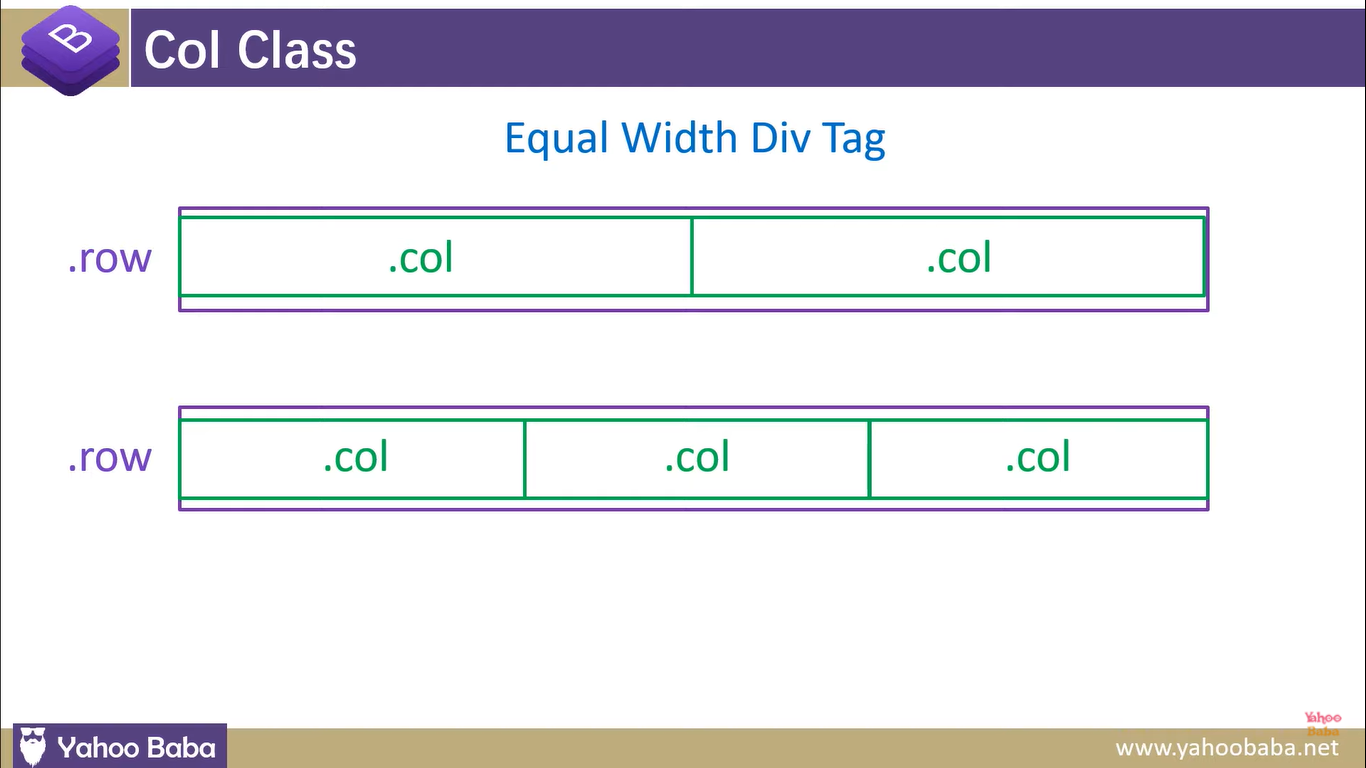 B
Col Class
Equal Width Div Tag
.row .col .col
.row .col .col .col
Yahoo
Baba
Yahoo Baba
www.yahoobaba.net